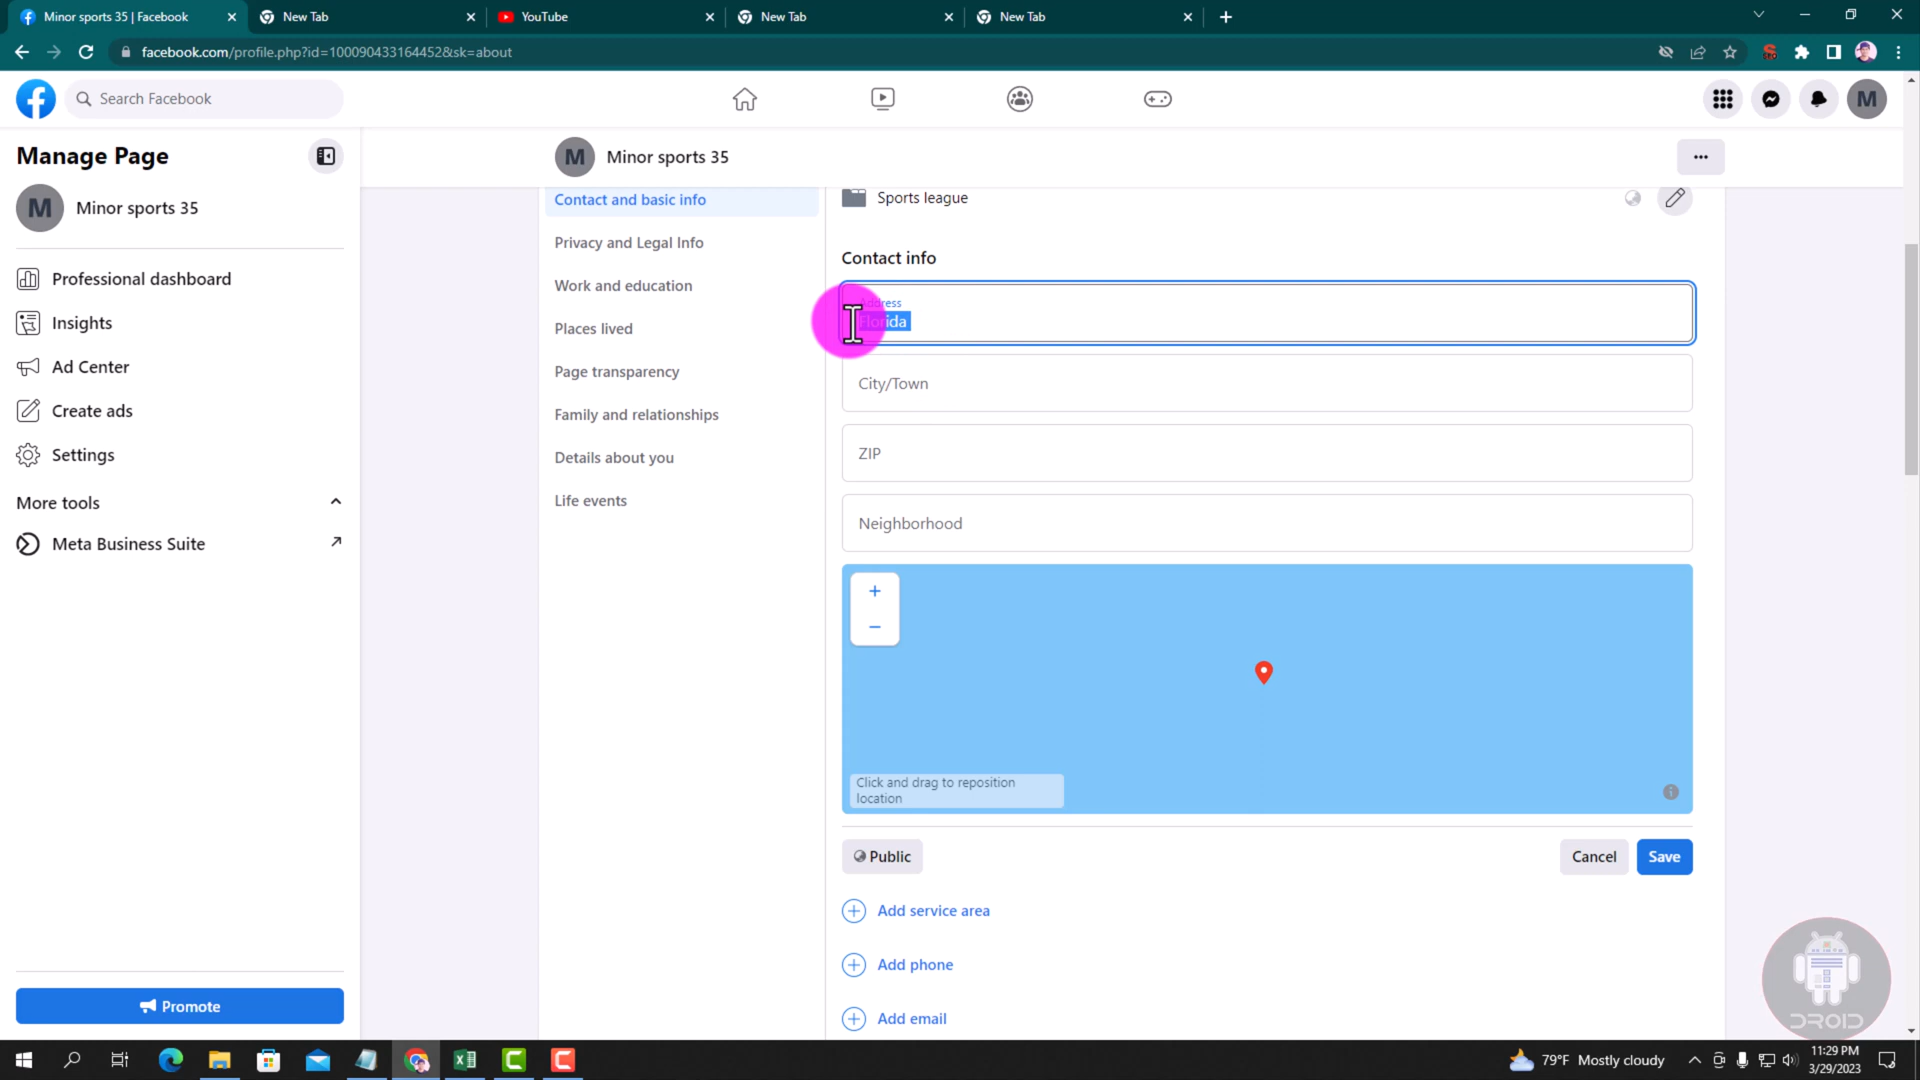 Minor sports 35 | Facebook
New Tab
YouTube
New Tab
New Tab
facebook.com/profile.php?id=100090433164452&sk=about
Search Facebook
M
Manage Page
M Minor sports 35
M Minor sports 35
Professional dashboard
Insights
Ad Center
Create ads
Settings
More tools
Meta Business Suite
Promote
Contact and basic info
Privacy and Legal Info
Work and education
Places lived
Page transparency
Family and relationships
Details about you
Life events
Sports league
Contact info
Address
Florida
City/Town
ZIP
Neighborhood
+
−
Click and drag to reposition
location
Public
Cancel
Save
Add service area
Add phone
Add email
DROID
79°F Mostly cloudy
11:29 PM
3/29/2023